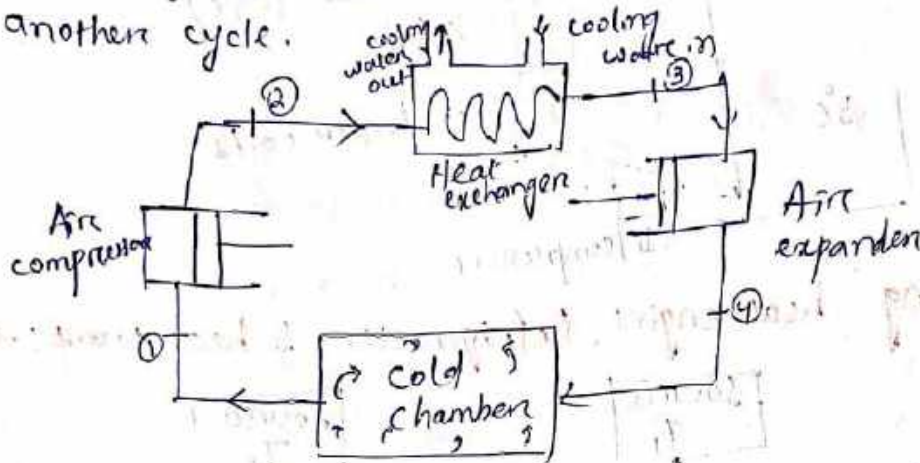 another cycle.
cooling
water
out
cooling
water in
②
③
Heat
exchanger
Air
compressor
Air
expander
①
④
Cold
Chamber